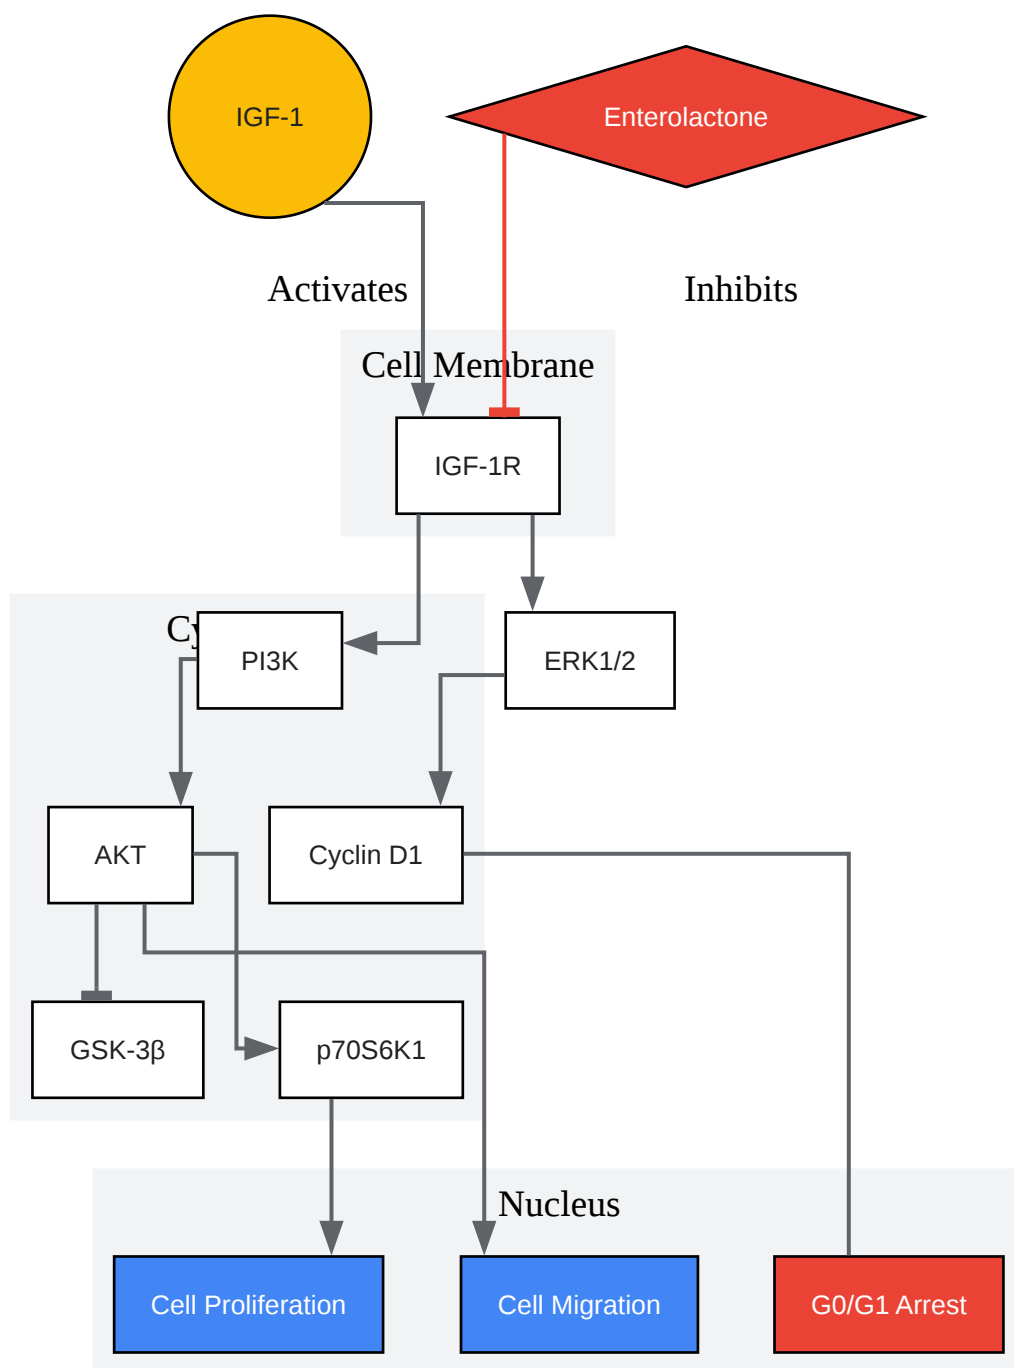 IGF-1
Enterolactone
Activates
Inhibits
Cell Membrane
IGF-1R
PI3K
ERK1/2
AKT
Cyclin D1
GSK-3β
p70S6K1
Nucleus
Cell Proliferation
Cell Migration
G0/G1 Arrest